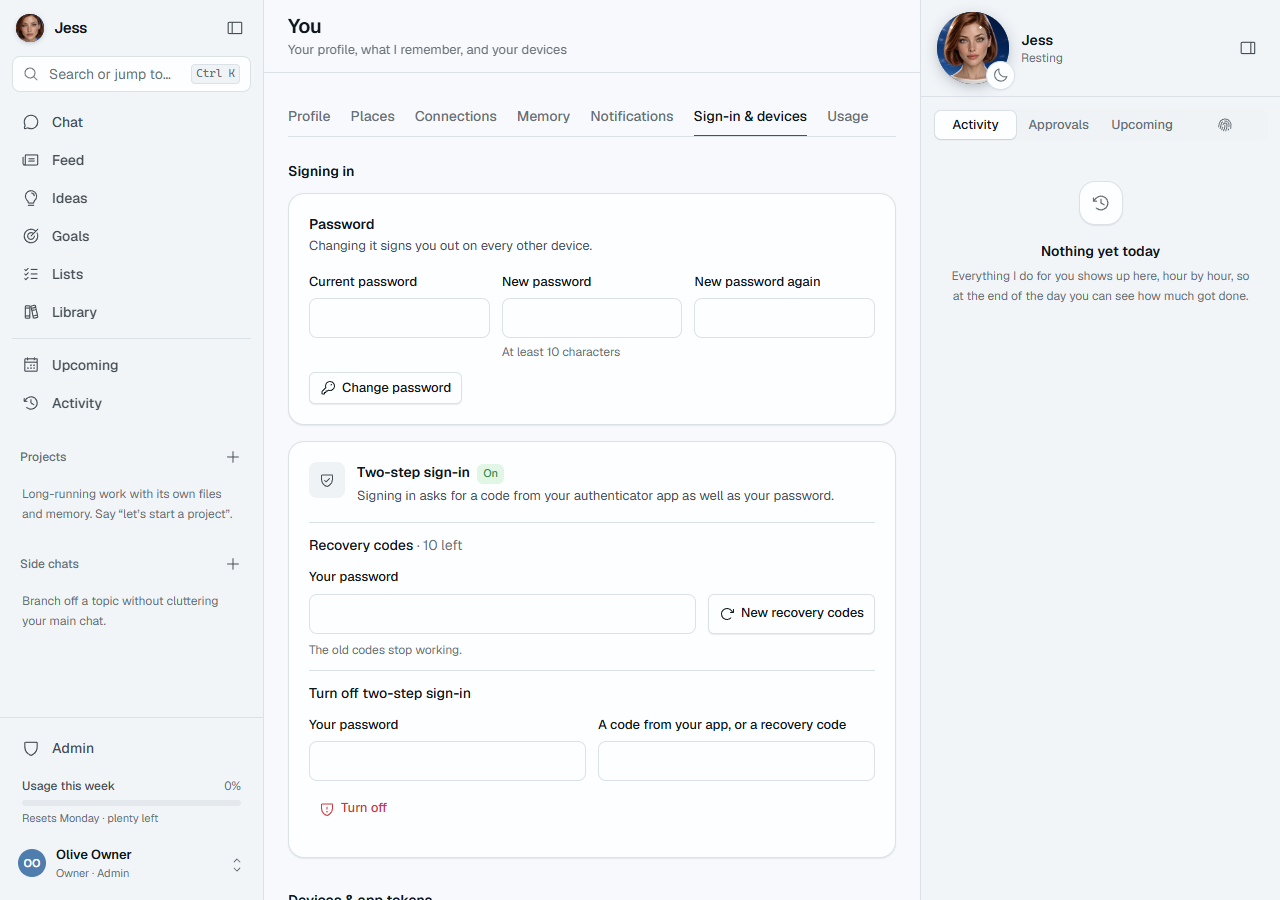 Jess
Search or jump to...
Ctrl K
Chat
Feed
Ideas
Goals
Lists
Library
Upcoming
Activity
Projects
Long-running work with its own files
and memory. Say “let’s start a project”.
Side chats
Branch off a topic without cluttering
your main chat.
Admin
Usage this week 0%
Resets Monday · plenty left
OO
Olive Owner
Owner · Admin
You
Your profile, what I remember, and your devices
Profile Places Connections Memory Notifications Sign-in & devices Usage
Signing in
Password
Changing it signs you out on every other device.
Current password New password New password again
At least 10 characters
Change password
Two-step sign-in On
Signing in asks for a code from your authenticator app as well as your password.
Recovery codes · 10 left
Your password
New recovery codes
The old codes stop working.
Turn off two-step sign-in
Your password A code from your app, or a recovery code
Turn off
Devices & app tokens
Jess
Resting
Activity Approvals Upcoming
Nothing yet today
Everything I do for you shows up here, hour by hour, so
at the end of the day you can see how much got done.